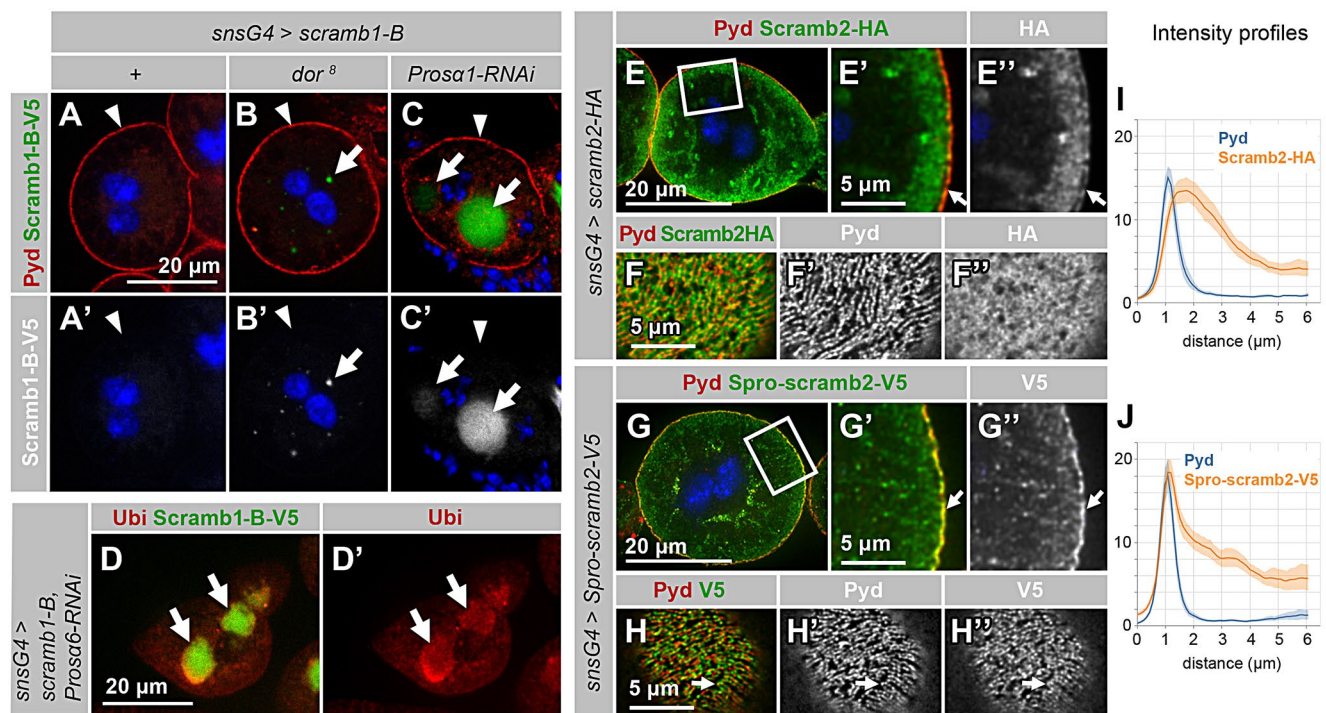 snsG4 > scramb1-B
+
dor 8
Prosα1-RNAi
Pyd Scramb1-B-V5
A
B
C
20 µm
Scramb1-B-V5
A'
B'
C'
snsG4 >
scramb1-B,
Prosα6-RNAi
Ubi Scramb1-B-V5
Ubi
D
D'
20 µm
snsG4 > scramb2-HA
Pyd Scramb2-HA
HA
E
E'
E''
20 µm
5 µm
Pyd Scramb2HA
Pyd
HA
F
F'
F''
5 µm
snsG4 > Spro-scramb2-V5
Pyd Spro-scramb2-V5
V5
G
G'
G''
20 µm
5 µm
Pyd V5
Pyd
V5
H
H'
H''
5 µm
Intensity profiles
I
Pyd
Scramb2-HA
20
10
0
0 1 2 3 4 5 6
distance (µm)
J
Pyd
Spro-scramb2-V5
20
10
0
0 1 2 3 4 5 6
distance (µm)